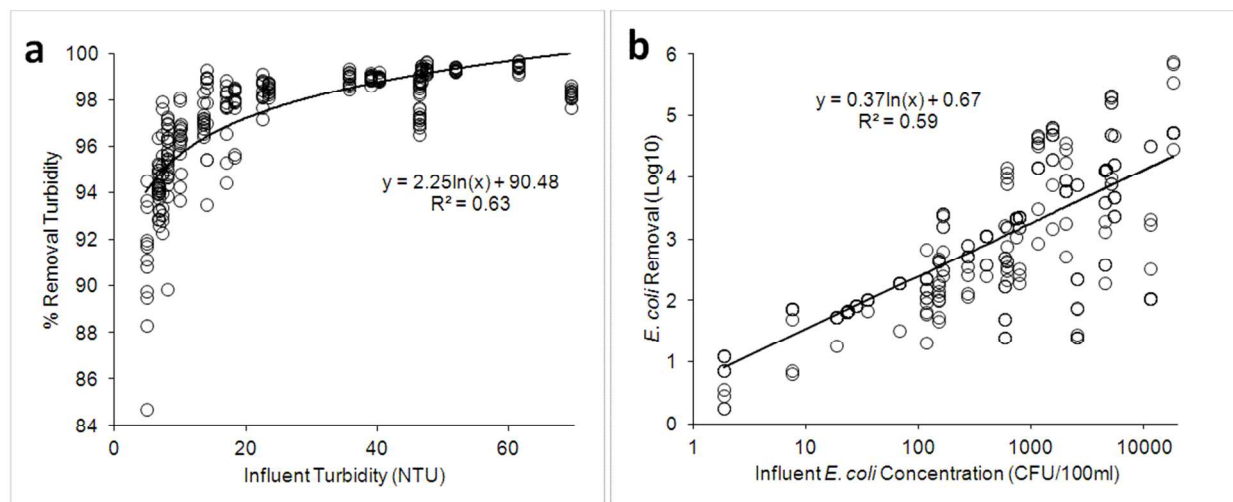 a
100
98
96
94
92
90
88
86
84
% Removal Turbidity
y = 2.25ln(x) + 90.48
R² = 0.63
0
20
40
60
Influent Turbidity (NTU)
b
6
5
4
3
2
1
0
E. coli Removal (Log10)
y = 0.37ln(x) + 0.67
R² = 0.59
1
10
100
1000
10000
Influent E. coli Concentration (CFU/100ml)